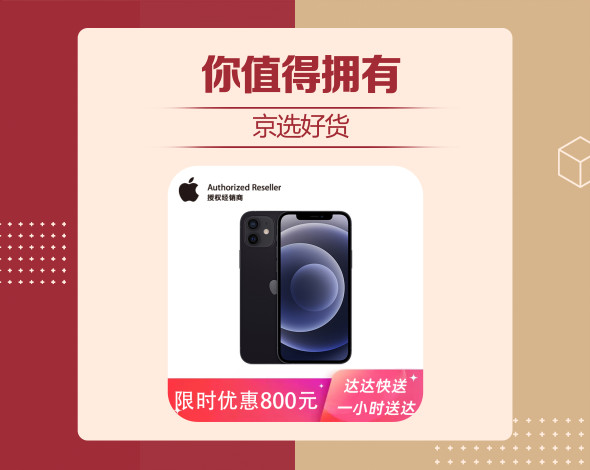 你值得拥有
京选好货
Authorized Reseller
授权经销商
限时优惠800元
达达快送
一小时送达